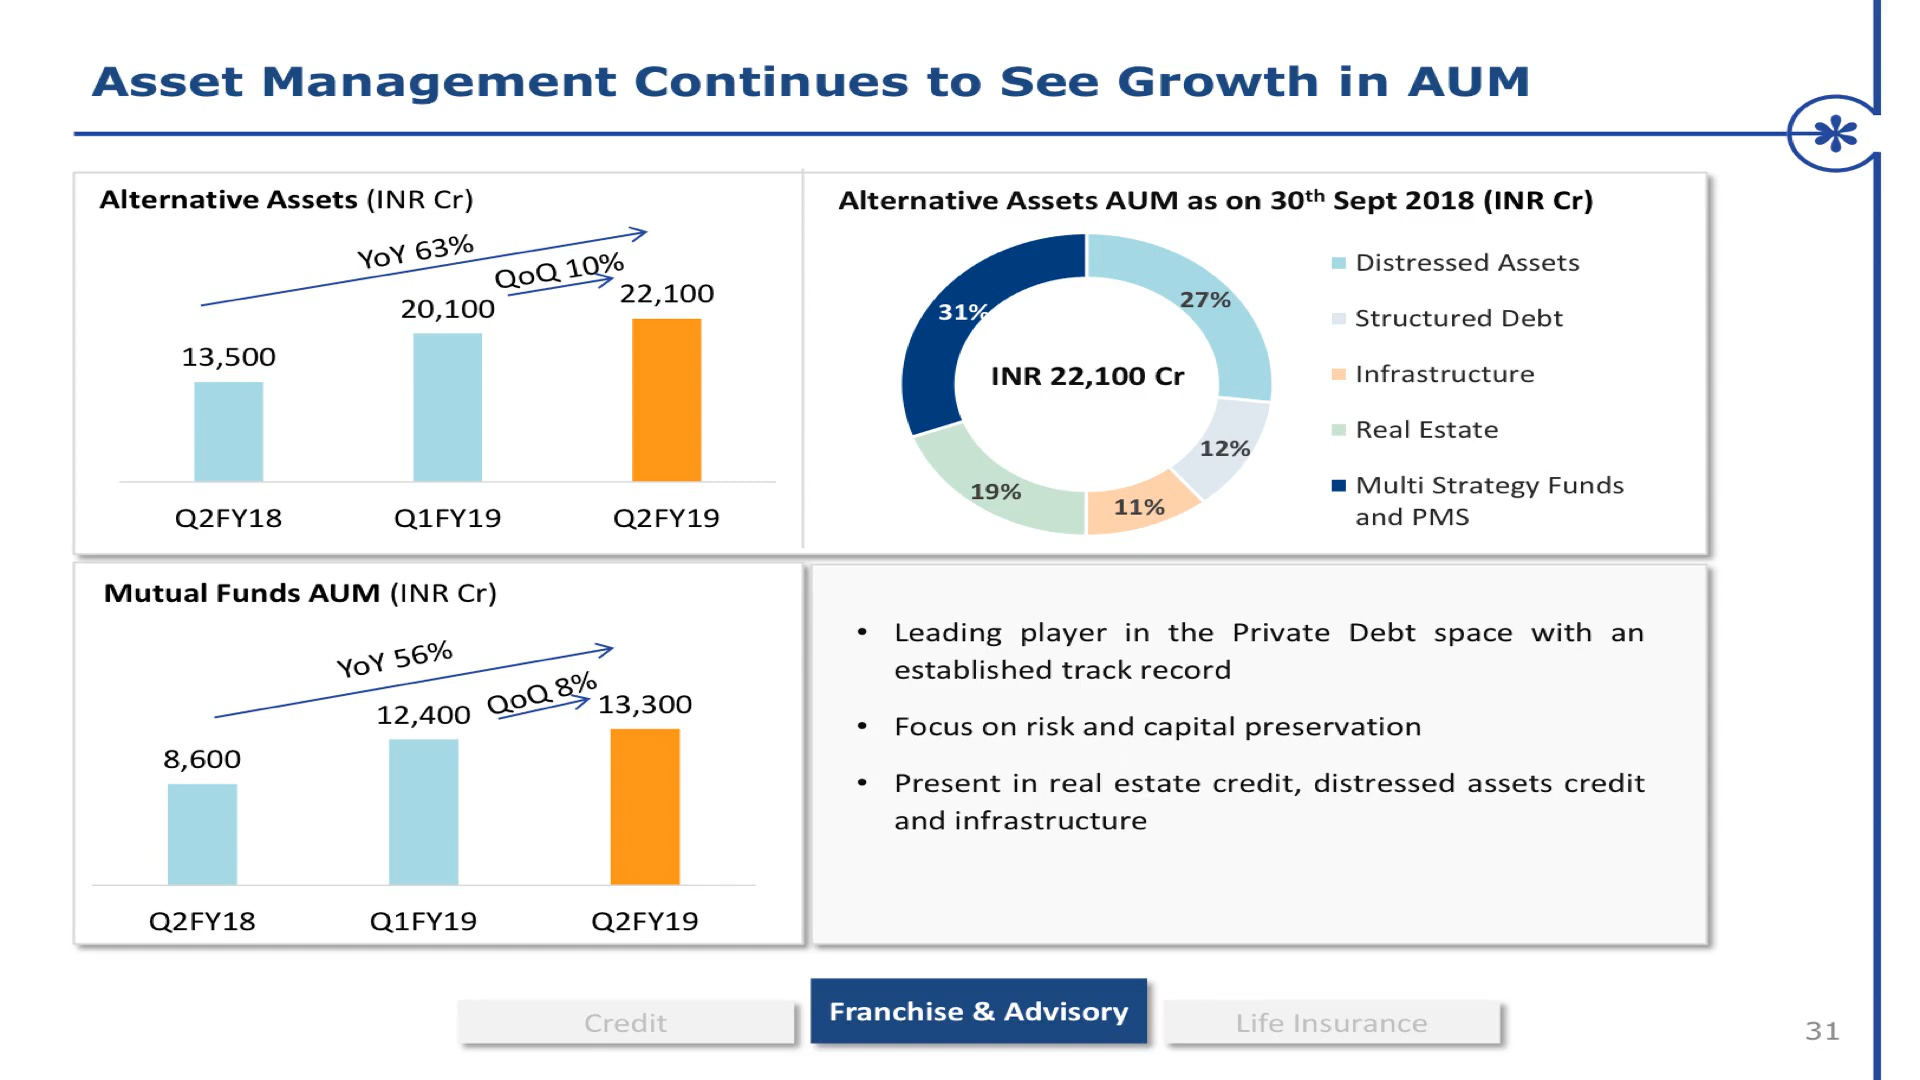 Asset Management Continues to See Growth in AUM
Alternative Assets (INR Cr)
YoY 63%
QoQ 10%
13,500
20,100
22,100
Q2FY18
Q1FY19
Q2FY19
Alternative Assets AUM as on 30th Sept 2018 (INR Cr)
31%
27%
INR 22,100 Cr
12%
19%
11%
Distressed Assets
Structured Debt
Infrastructure
Real Estate
Multi Strategy Funds
and PMS
Mutual Funds AUM (INR Cr)
YoY 56%
QoQ 8%
8,600
12,400
13,300
Q2FY18
Q1FY19
Q2FY19
• Leading player in the Private Debt space with an
established track record
• Focus on risk and capital preservation
• Present in real estate credit, distressed assets credit
and infrastructure
Credit
Franchise & Advisory
Life Insurance
31